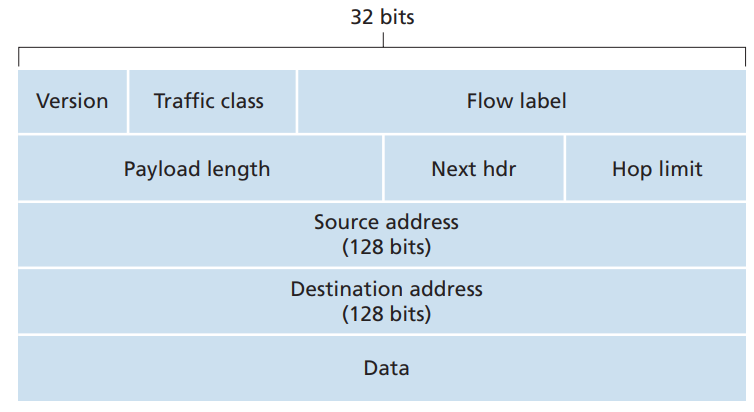 32 bits
Version Traffic class Flow label
Payload length Next hdr Hop limit
Source address
(128 bits)
Destination address
(128 bits)
Data